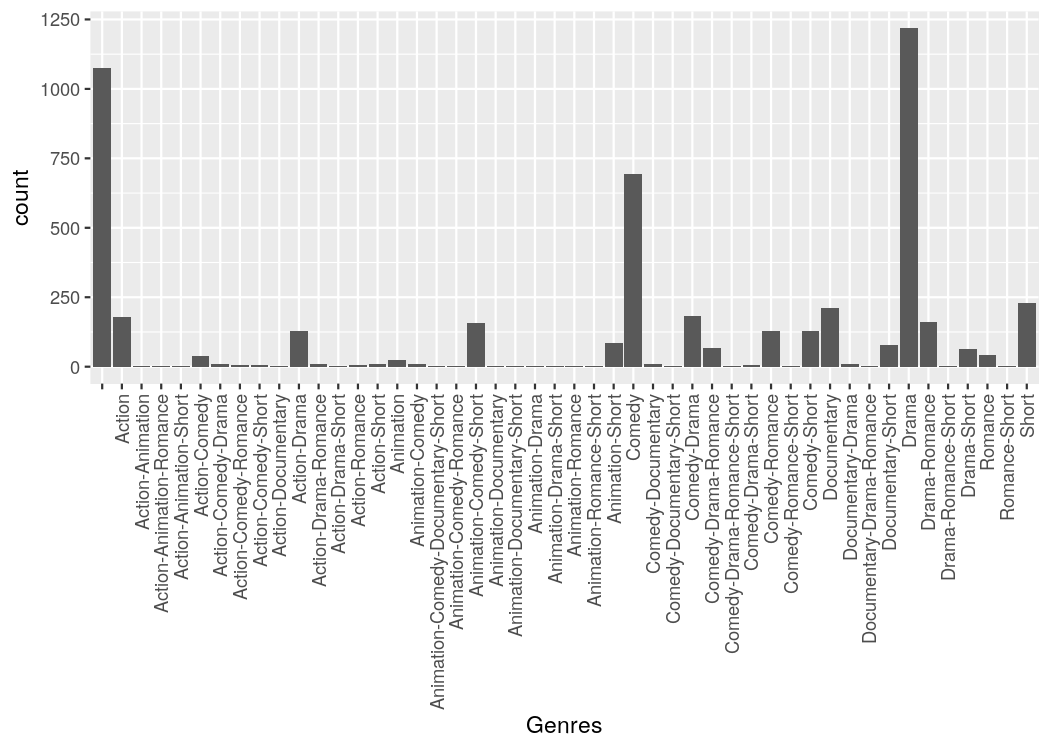 1250
1000
750
500
250
0
count
Action
Action-Animation
Action-Animation-Romance
Action-Animation-Short
Action-Comedy
Action-Comedy-Drama
Action-Comedy-Romance
Action-Comedy-Short
Action-Documentary
Action-Drama
Action-Drama-Romance
Action-Drama-Short
Action-Romance
Action-Short
Animation
Animation-Comedy
Animation-Comedy-Documentary-Short
Animation-Comedy-Romance
Animation-Comedy-Short
Animation-Documentary
Animation-Documentary-Short
Animation-Drama
Animation-Drama-Short
Animation-Romance
Animation-Romance-Short
Animation-Short
Comedy
Comedy-Documentary
Comedy-Documentary-Short
Comedy-Drama
Comedy-Drama-Romance
Comedy-Drama-Romance-Short
Comedy-Drama-Short
Comedy-Romance
Comedy-Romance-Short
Comedy-Short
Documentary
Documentary-Drama
Documentary-Drama-Romance
Documentary-Short
Drama
Drama-Romance
Drama-Romance-Short
Drama-Short
Romance
Romance-Short
Short
Genres